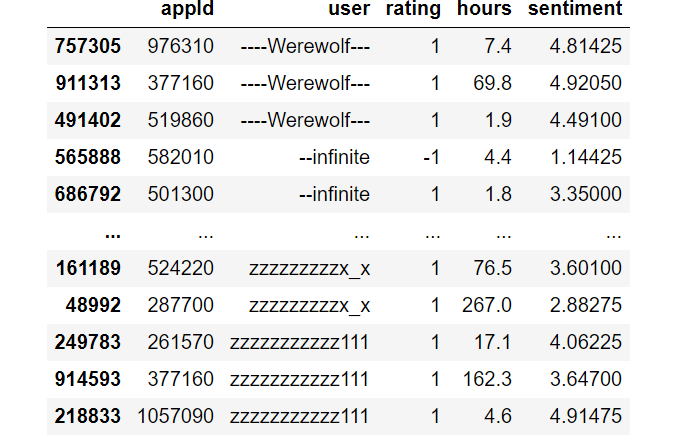 appId user rating hours sentiment
757305 976310 ----Werewolf--- 1 7.4 4.81425
911313 377160 ----Werewolf--- 1 69.8 4.92050
491402 519860 ----Werewolf--- 1 1.9 4.49100
565888 582010 --infinite -1 4.4 1.14425
686792 501300 --infinite 1 1.8 3.35000
... ... ... ... ... ...
161189 524220 zzzzzzzzzx_x 1 76.5 3.60100
48992 287700 zzzzzzzzzx_x 1 267.0 2.88275
249783 261570 zzzzzzzzzzz111 1 17.1 4.06225
914593 377160 zzzzzzzzzzz111 1 162.3 3.64700
218833 1057090 zzzzzzzzzzz111 1 4.6 4.91475